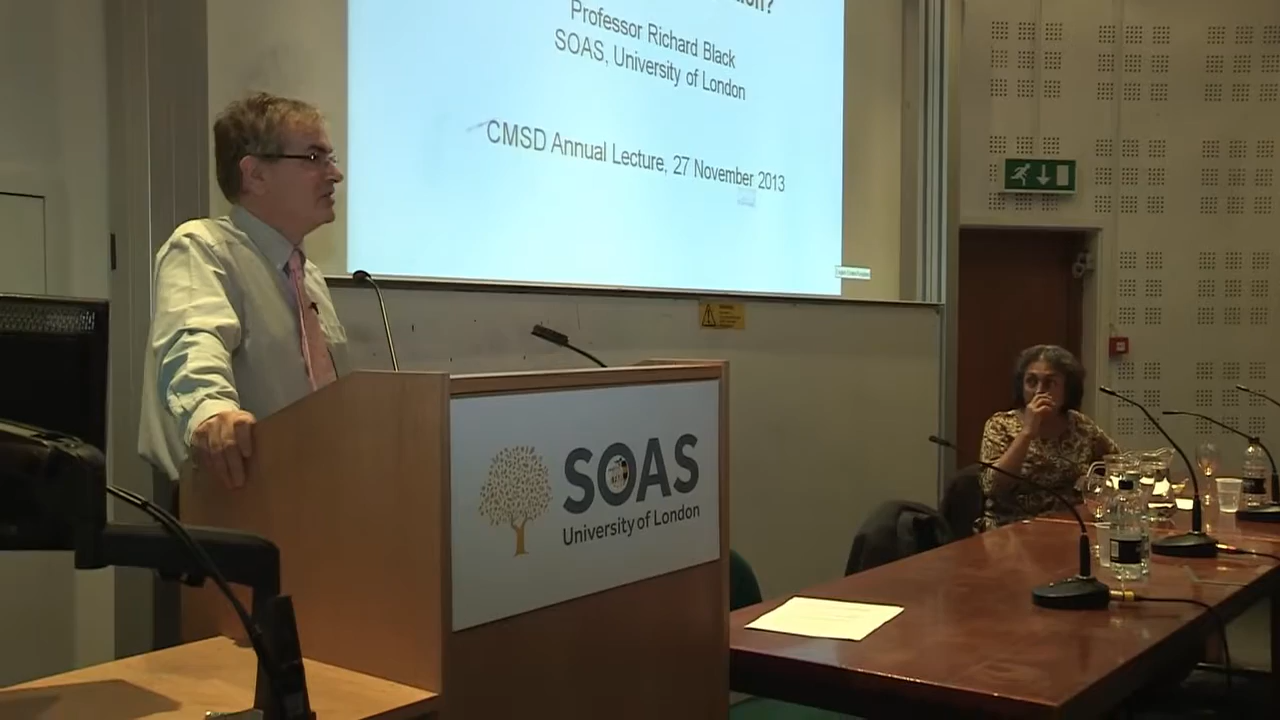 Professor Richard Black
SOAS, University of London
CMSD Annual Lecture, 27 November 2013
SOAS
University of London